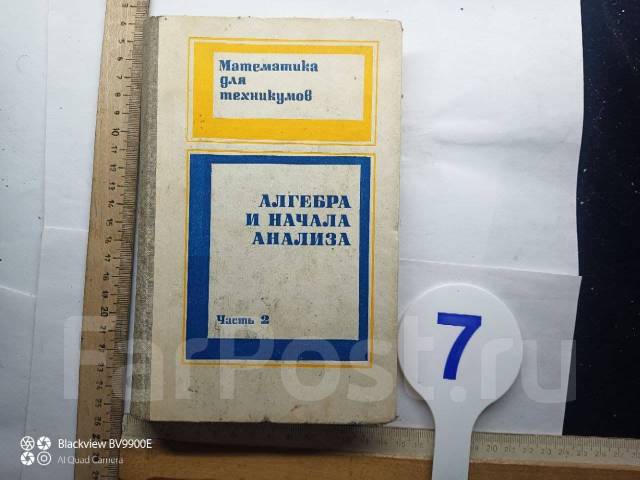 Математика
для
техникумов
АЛГЕБРА
И НАЧАЛА
АНАЛИЗА
Часть 2
7
FarPost.ru
Blackview BV9900E
AI Quad Camera